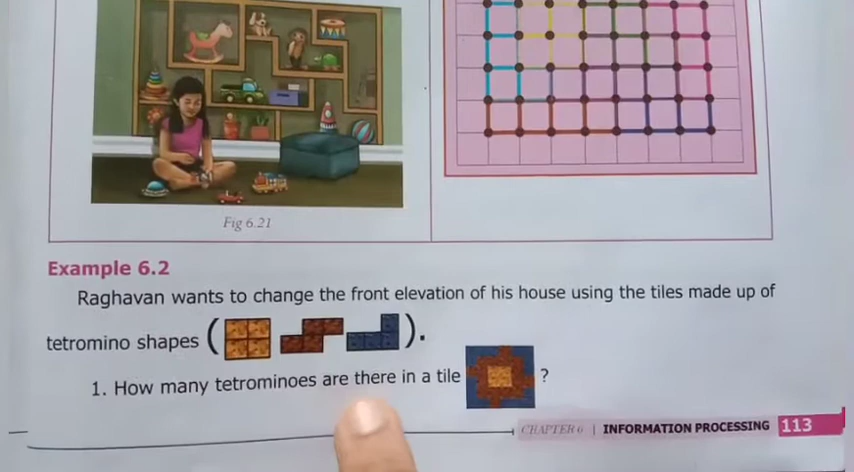 Fig 6.21
Example 6.2
Raghavan wants to change the front elevation of his house using the tiles made up of
tetromino shapes ( ).
1. How many tetrominoes are there in a tile ?
CHAPTER 6 | INFORMATION PROCESSING 113